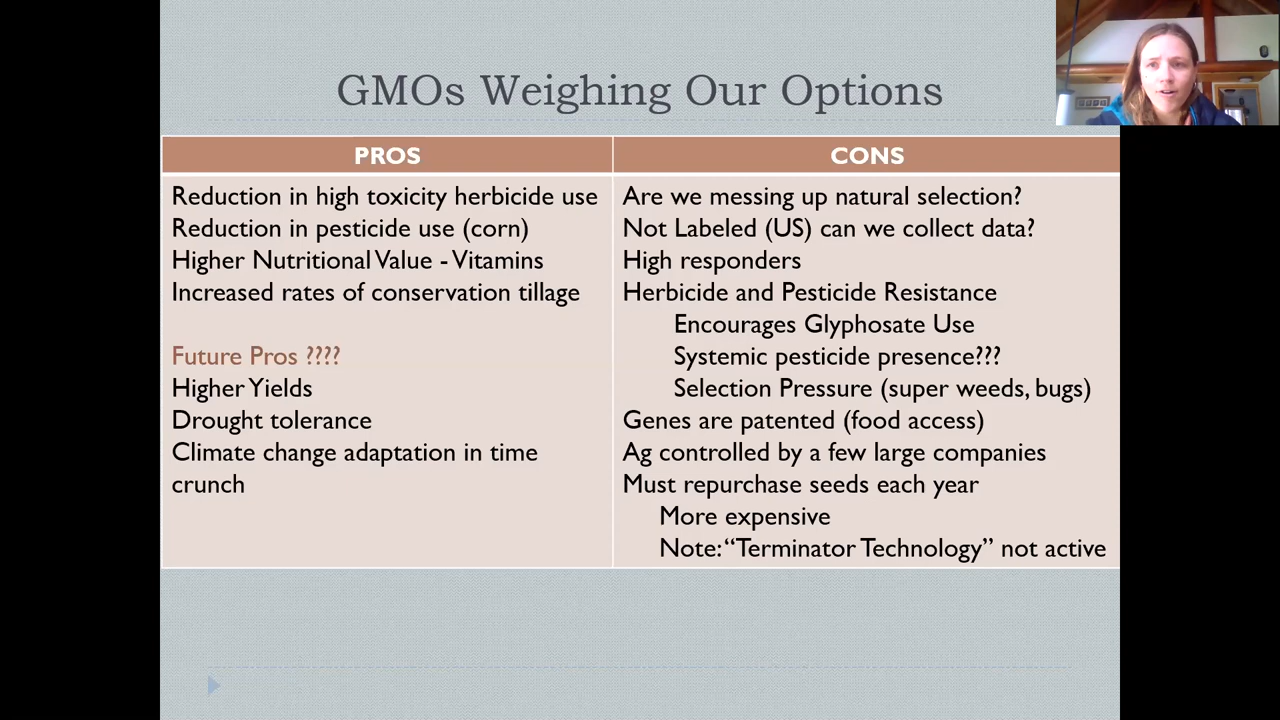 GMOs Weighing Our Options
PROS
CONS
Reduction in high toxicity herbicide use
Reduction in pesticide use (corn)
Higher Nutritional Value - Vitamins
Increased rates of conservation tillage
Future Pros ????
Higher Yields
Drought tolerance
Climate change adaptation in time
crunch
Are we messing up natural selection?
Not Labeled (US) can we collect data?
High responders
Herbicide and Pesticide Resistance
Encourages Glyphosate Use
Systemic pesticide presence???
Selection Pressure (super weeds, bugs)
Genes are patented (food access)
Ag controlled by a few large companies
Must repurchase seeds each year
More expensive
Note: “Terminator Technology” not active